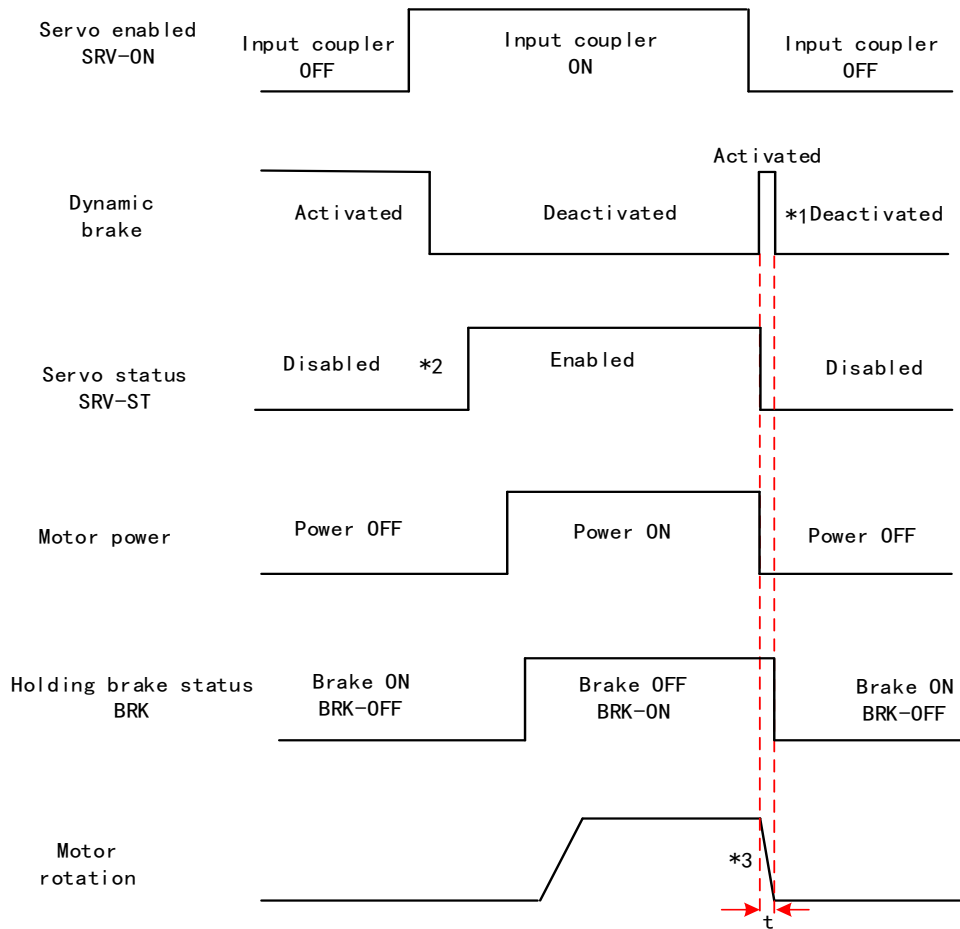 Servo enabled
SRV-ON
Input coupler
OFF
Input coupler
ON
Input coupler
OFF
Activated
Dynamic
brake
Activated
Deactivated
*1Deactivated
Servo status
SRV-ST
Disabled
*2
Enabled
Disabled
Motor power
Power OFF
Power ON
Power OFF
Holding brake status
BRK
Brake ON
BRK-OFF
Brake OFF
BRK-ON
Brake ON
BRK-OFF
Motor
rotation
*3
t